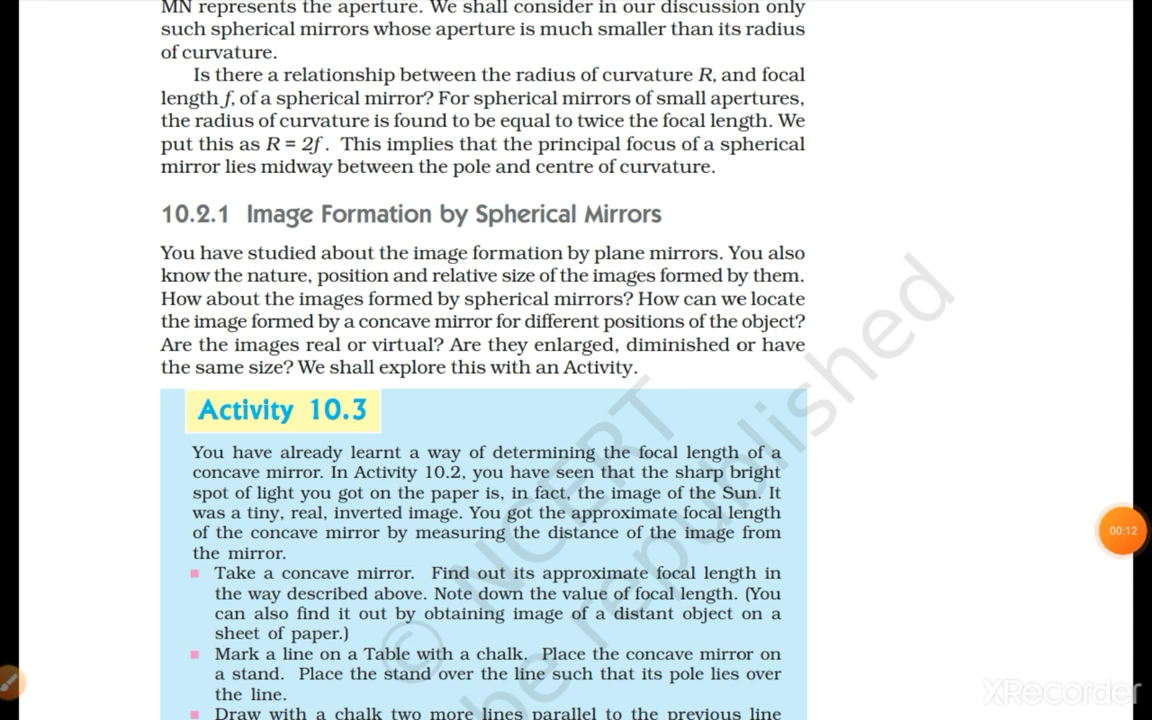 MN represents the aperture. We shall consider in our discussion only
such spherical mirrors whose aperture is much smaller than its radius
of curvature.
Is there a relationship between the radius of curvature R, and focal
length f, of a spherical mirror? For spherical mirrors of small apertures,
the radius of curvature is found to be equal to twice the focal length. We
put this as R = 2f . This implies that the principal focus of a spherical
mirror lies midway between the pole and centre of curvature.
10.2.1 Image Formation by Spherical Mirrors
You have studied about the image formation by plane mirrors. You also
know the nature, position and relative size of the images formed by them.
How about the images formed by spherical mirrors? How can we locate
the image formed by a concave mirror for different positions of the object?
Are the images real or virtual? Are they enlarged, diminished or have
the same size? We shall explore this with an Activity.
Activity 10.3
You have already learnt a way of determining the focal length of a
concave mirror. In Activity 10.2, you have seen that the sharp bright
spot of light you got on the paper is, in fact, the image of the Sun. It
was a tiny, real, inverted image. You got the approximate focal length
of the concave mirror by measuring the distance of the image from
the mirror.
Take a concave mirror. Find out its approximate focal length in
the way described above. Note down the value of focal length. (You
can also find it out by obtaining image of a distant object on a
sheet of paper.)
Mark a line on a Table with a chalk. Place the concave mirror on
a stand. Place the stand over the line such that its pole lies over
the line.
Draw with a chalk two more lines parallel to the previous line
© NCERT
be republished
00:12
XRecorder